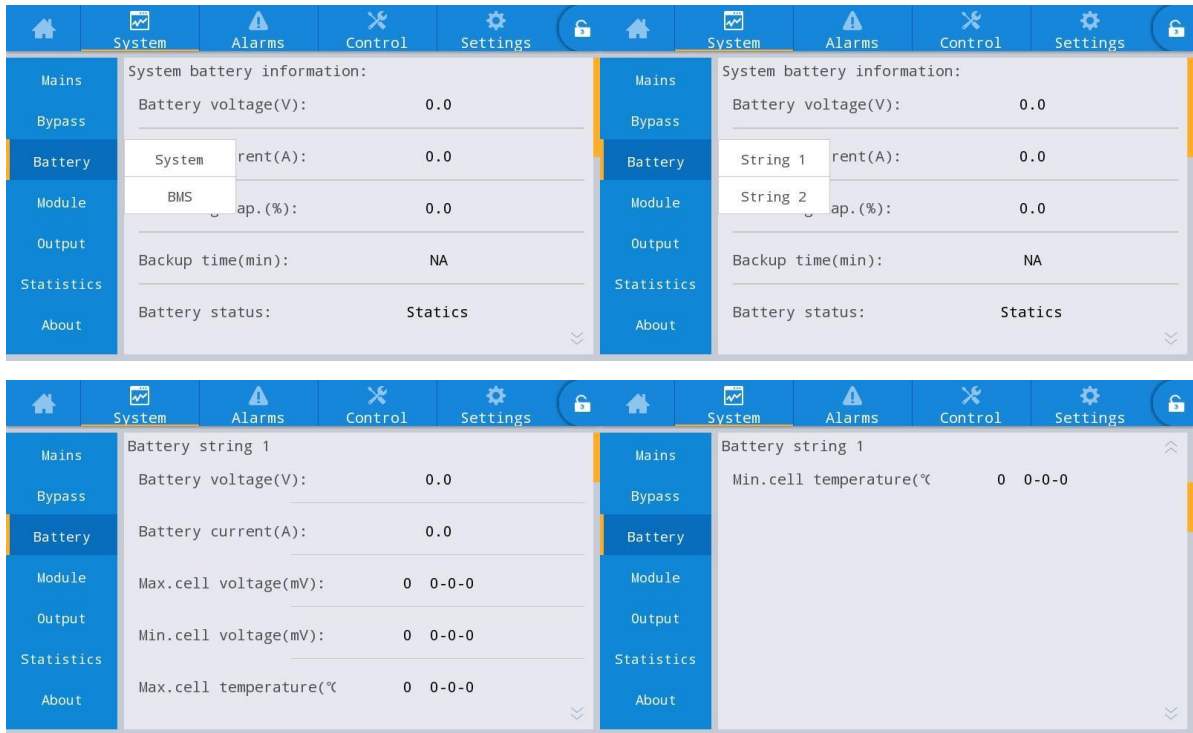 System Alarms Control Settings 3
Mains
Bypass
Battery
Module
Output
Statistics
About
System battery information:
Battery voltage(V): 0.0
System rent(A): 0.0
BMS ap.(%): 0.0
Backup time(min): NA
Battery status: Statics
System Alarms Control Settings 3
Mains
Bypass
Battery
Module
Output
Statistics
About
System battery information:
Battery voltage(V): 0.0
String 1 rent(A): 0.0
String 2 ap.(%): 0.0
Backup time(min): NA
Battery status: Statics
System Alarms Control Settings 3
Mains
Bypass
Battery
Module
Output
Statistics
About
Battery string 1
Battery voltage(V): 0.0
Battery current(A): 0.0
Max.cell voltage(mV): 0 0-0-0
Min.cell voltage(mV): 0 0-0-0
Max.cell temperature(℃ 0 0-0-0
System Alarms Control Settings 3
Mains
Bypass
Battery
Module
Output
Statistics
About
Battery string 1
Min.cell temperature(℃ 0 0-0-0